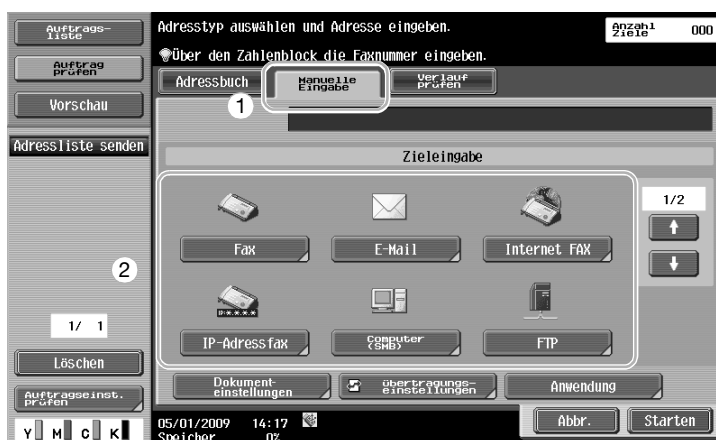 Auftrags-
liste
Auftrag
prüfen
Vorschau
Adressliste senden
2
1/ 1
Löschen
Auftragseinst.
prüfen
Y M C K
Adresstyp auswählen und Adresse eingeben.
Über den Zahlenblock die Faxnummer eingeben.
Anzahl
Ziele 000
Adressbuch
Manuelle
Eingabe
Verlauf
prüfen
1
Zieleingabe
Fax
E-Mail
Internet FAX
1/2
IP:*.*.*.*
IP-Adressfax
Computer
(SMB)
FTP
Dokument-
einstellungen
übertragungs-
einstellungen
Anwendung
05/01/2009 14:17
Speicher 0%
Abbr.
Starten